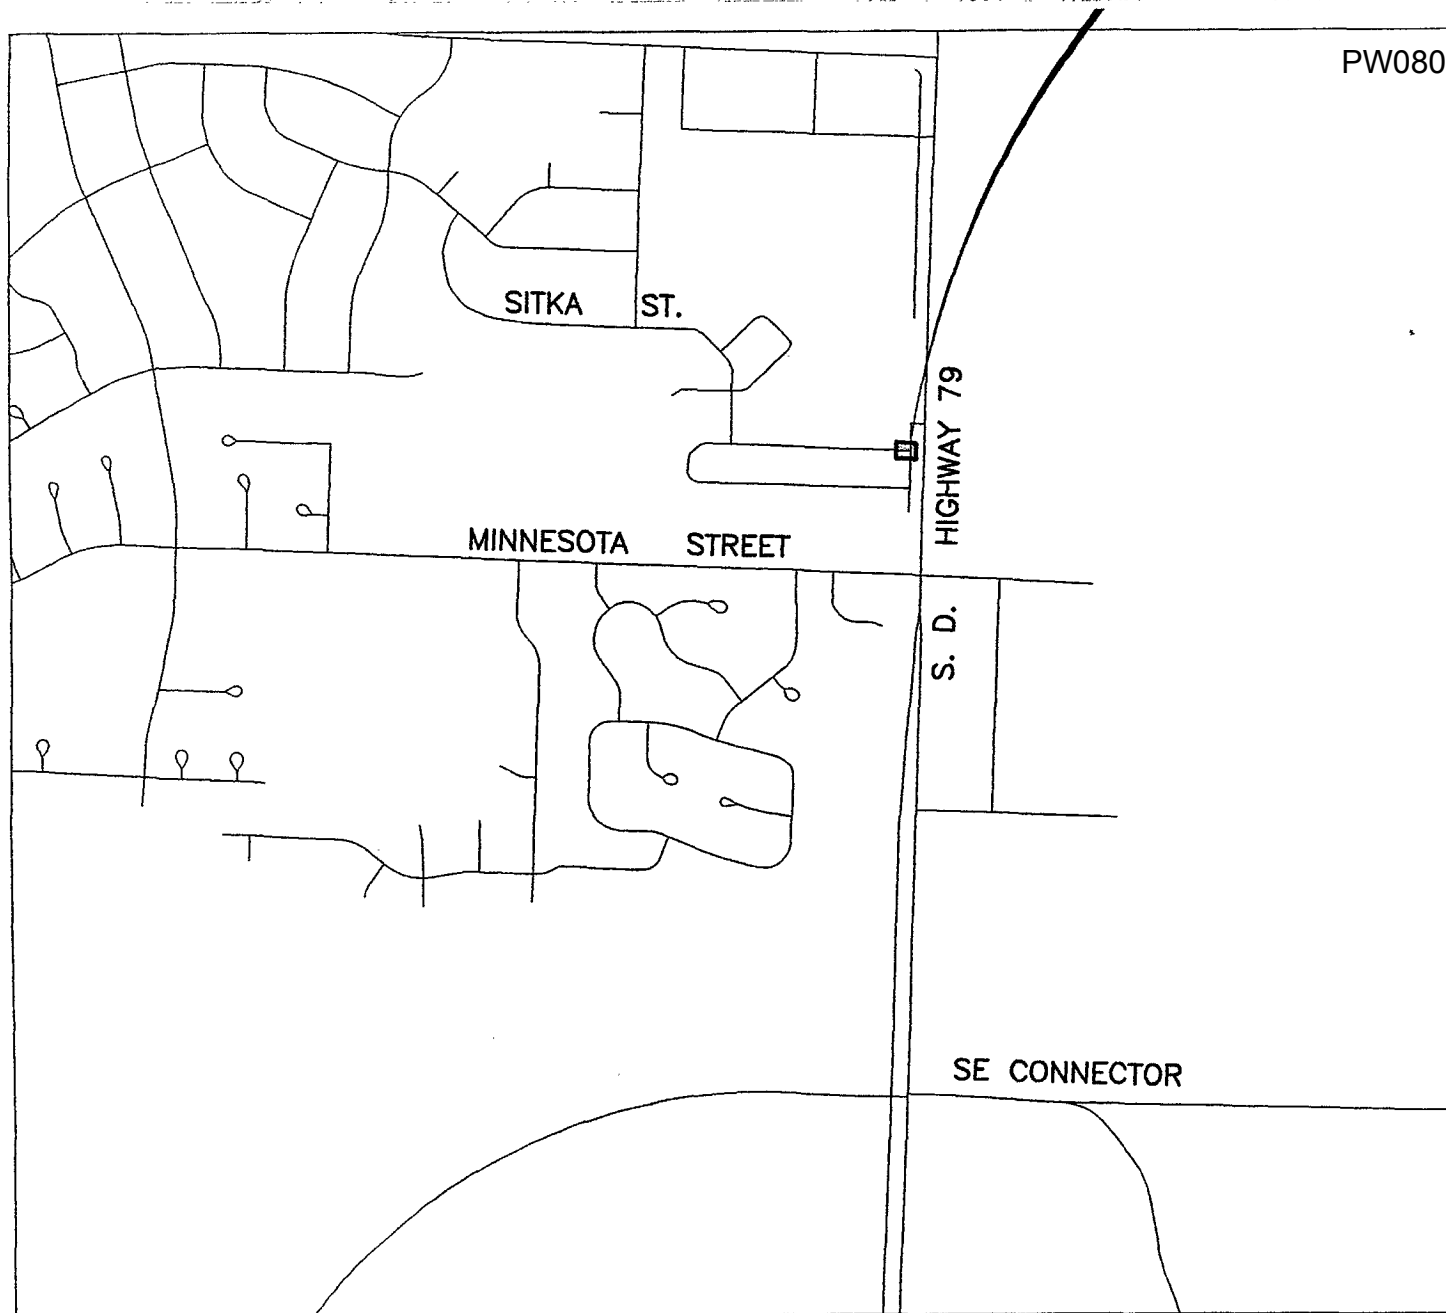 PW080
SITKA ST.
HIGHWAY 79
MINNESOTA STREET
S. D.
SE CONNECTOR